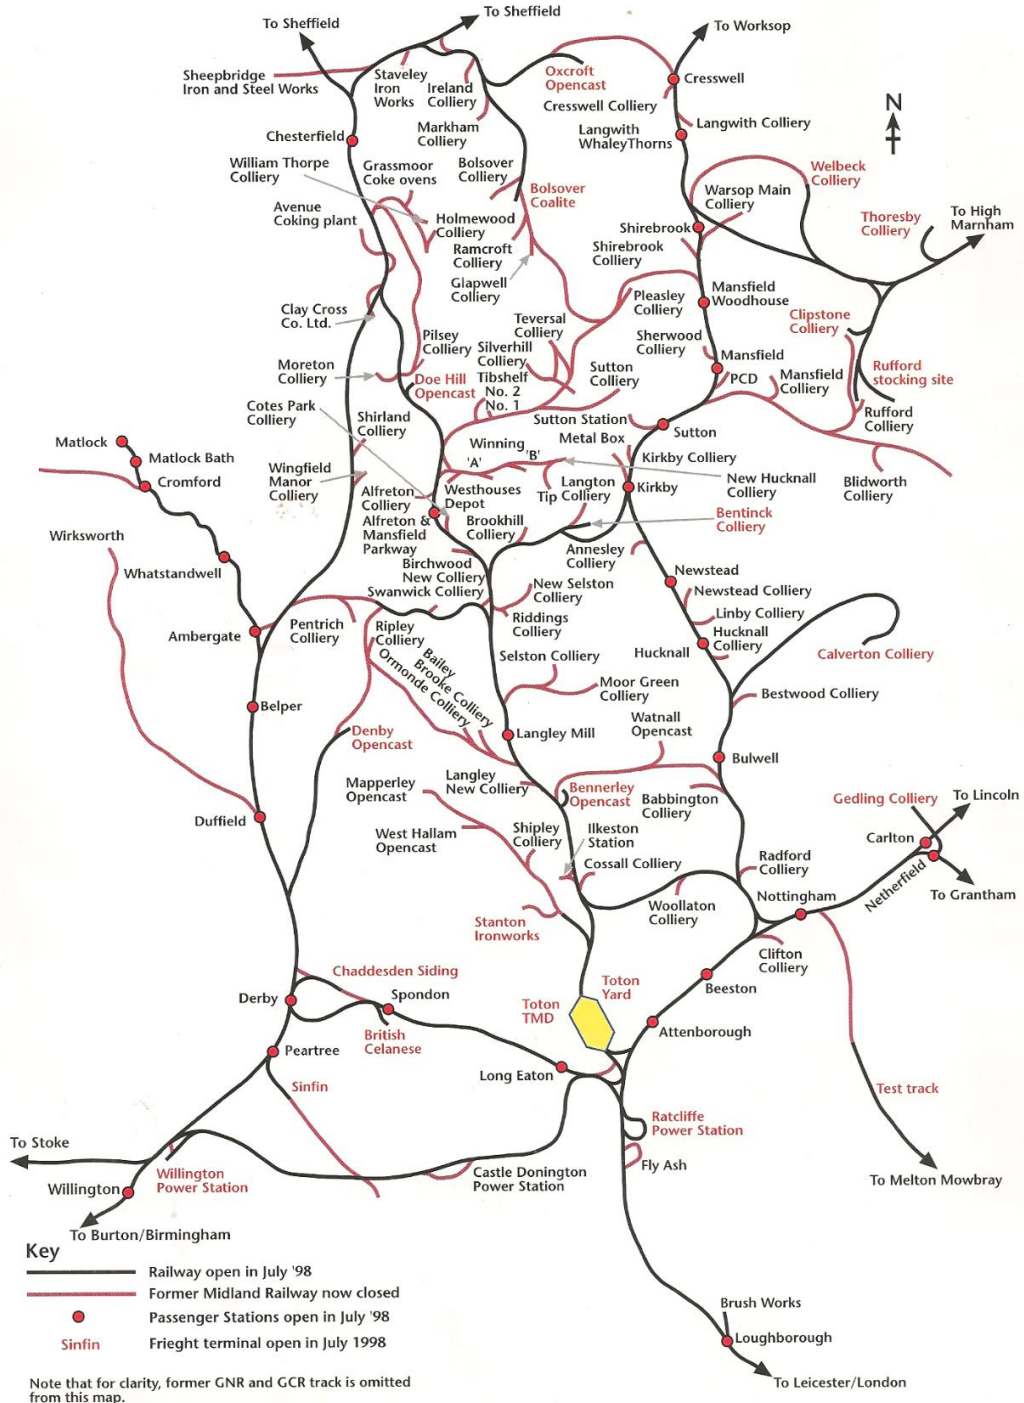 To Sheffield
To Sheffield
To Worksop
Sheepbridge
Iron and Steel Works
Staveley
Iron
Works
Ireland
Colliery
Oxcroft
Opencast
Cresswell
Cresswell Colliery
N
Markham
Colliery
Langwith
WhaleyThorns
Langwith Colliery
Chesterfield
William Thorpe
Colliery
Grassmoor
Coke ovens
Bolsover
Colliery
Bolsover
Coalite
Warsop Main
Colliery
Welbeck
Colliery
Avenue
Coking plant
Holmewood
Colliery
Ramcroft
Colliery
Glapwell
Colliery
Shirebrook
Shirebrook
Colliery
Thoresby
Colliery
To High
Marnham
Clay Cross
Co. Ltd.
Pleasley
Colliery
Mansfield
Woodhouse
Clipstone
Colliery
Teversal
Colliery
Sherwood
Colliery
Pilsey
Colliery
Silverhill
Colliery
Moreton
Colliery
Doe Hill
Opencast
Tibshelf
No. 2
No. 1
Sutton
Colliery
Mansfield
PCD
Mansfield
Colliery
Rufford
stocking site
Rufford
Colliery
Cotes Park
Colliery
Shirland
Colliery
Sutton Station
Sutton
Matlock
Matlock Bath
Cromford
Winning
'A'
'B'
Metal Box
Kirkby Colliery
Wingfield
Manor
Colliery
Alfreton
Colliery
Westhouses
Depot
Tip
Langton
Colliery
Kirkby
New Hucknall
Colliery
Blidworth
Colliery
Alfreton &
Mansfield
Parkway
Brookhill
Colliery
Bentinck
Colliery
Wirksworth
Whatstandwell
Annesley
Colliery
Birchwood
New Colliery
Swanwick Colliery
New Selston
Colliery
Newstead
Newstead Colliery
Linby Colliery
Ambergate
Pentrich
Colliery
Ripley
Colliery
Riddings
Colliery
Hucknall
Colliery
Hucknall
Calverton Colliery
Bailey
Brooke Colliery
Ormonde Colliery
Selston Colliery
Moor Green
Colliery
Bestwood Colliery
Belper
Denby
Opencast
Langley Mill
Watnall
Opencast
Bulwell
Mapperley
Opencast
Langley
New Colliery
Bennerley
Opencast
Babbington
Colliery
Gedling Colliery
To Lincoln
Duffield
West Hallam
Opencast
Shipley
Colliery
Ilkeston
Station
Cossall Colliery
Radford
Colliery
Carlton
Netherfield
To Grantham
Nottingham
Woollaton
Colliery
Stanton
Ironworks
Clifton
Colliery
Chaddesden Siding
Derby
Spondon
Toton
TMD
Toton
Yard
Beeston
Attenborough
British
Celanese
Peartree
Long Eaton
Sinfin
Test track
Ratcliffe
Power Station
To Stoke
Fly Ash
Willington
Power Station
Castle Donington
Power Station
Willington
To Melton Mowbray
To Burton/Birmingham
Key
Railway open in July '98
Former Midland Railway now closed
Passenger Stations open in July '98
Sinfin
Frieght terminal open in July 1998
Brush Works
Loughborough
To Leicester/London
Note that for clarity, former GNR and GCR track is omitted
from this map.